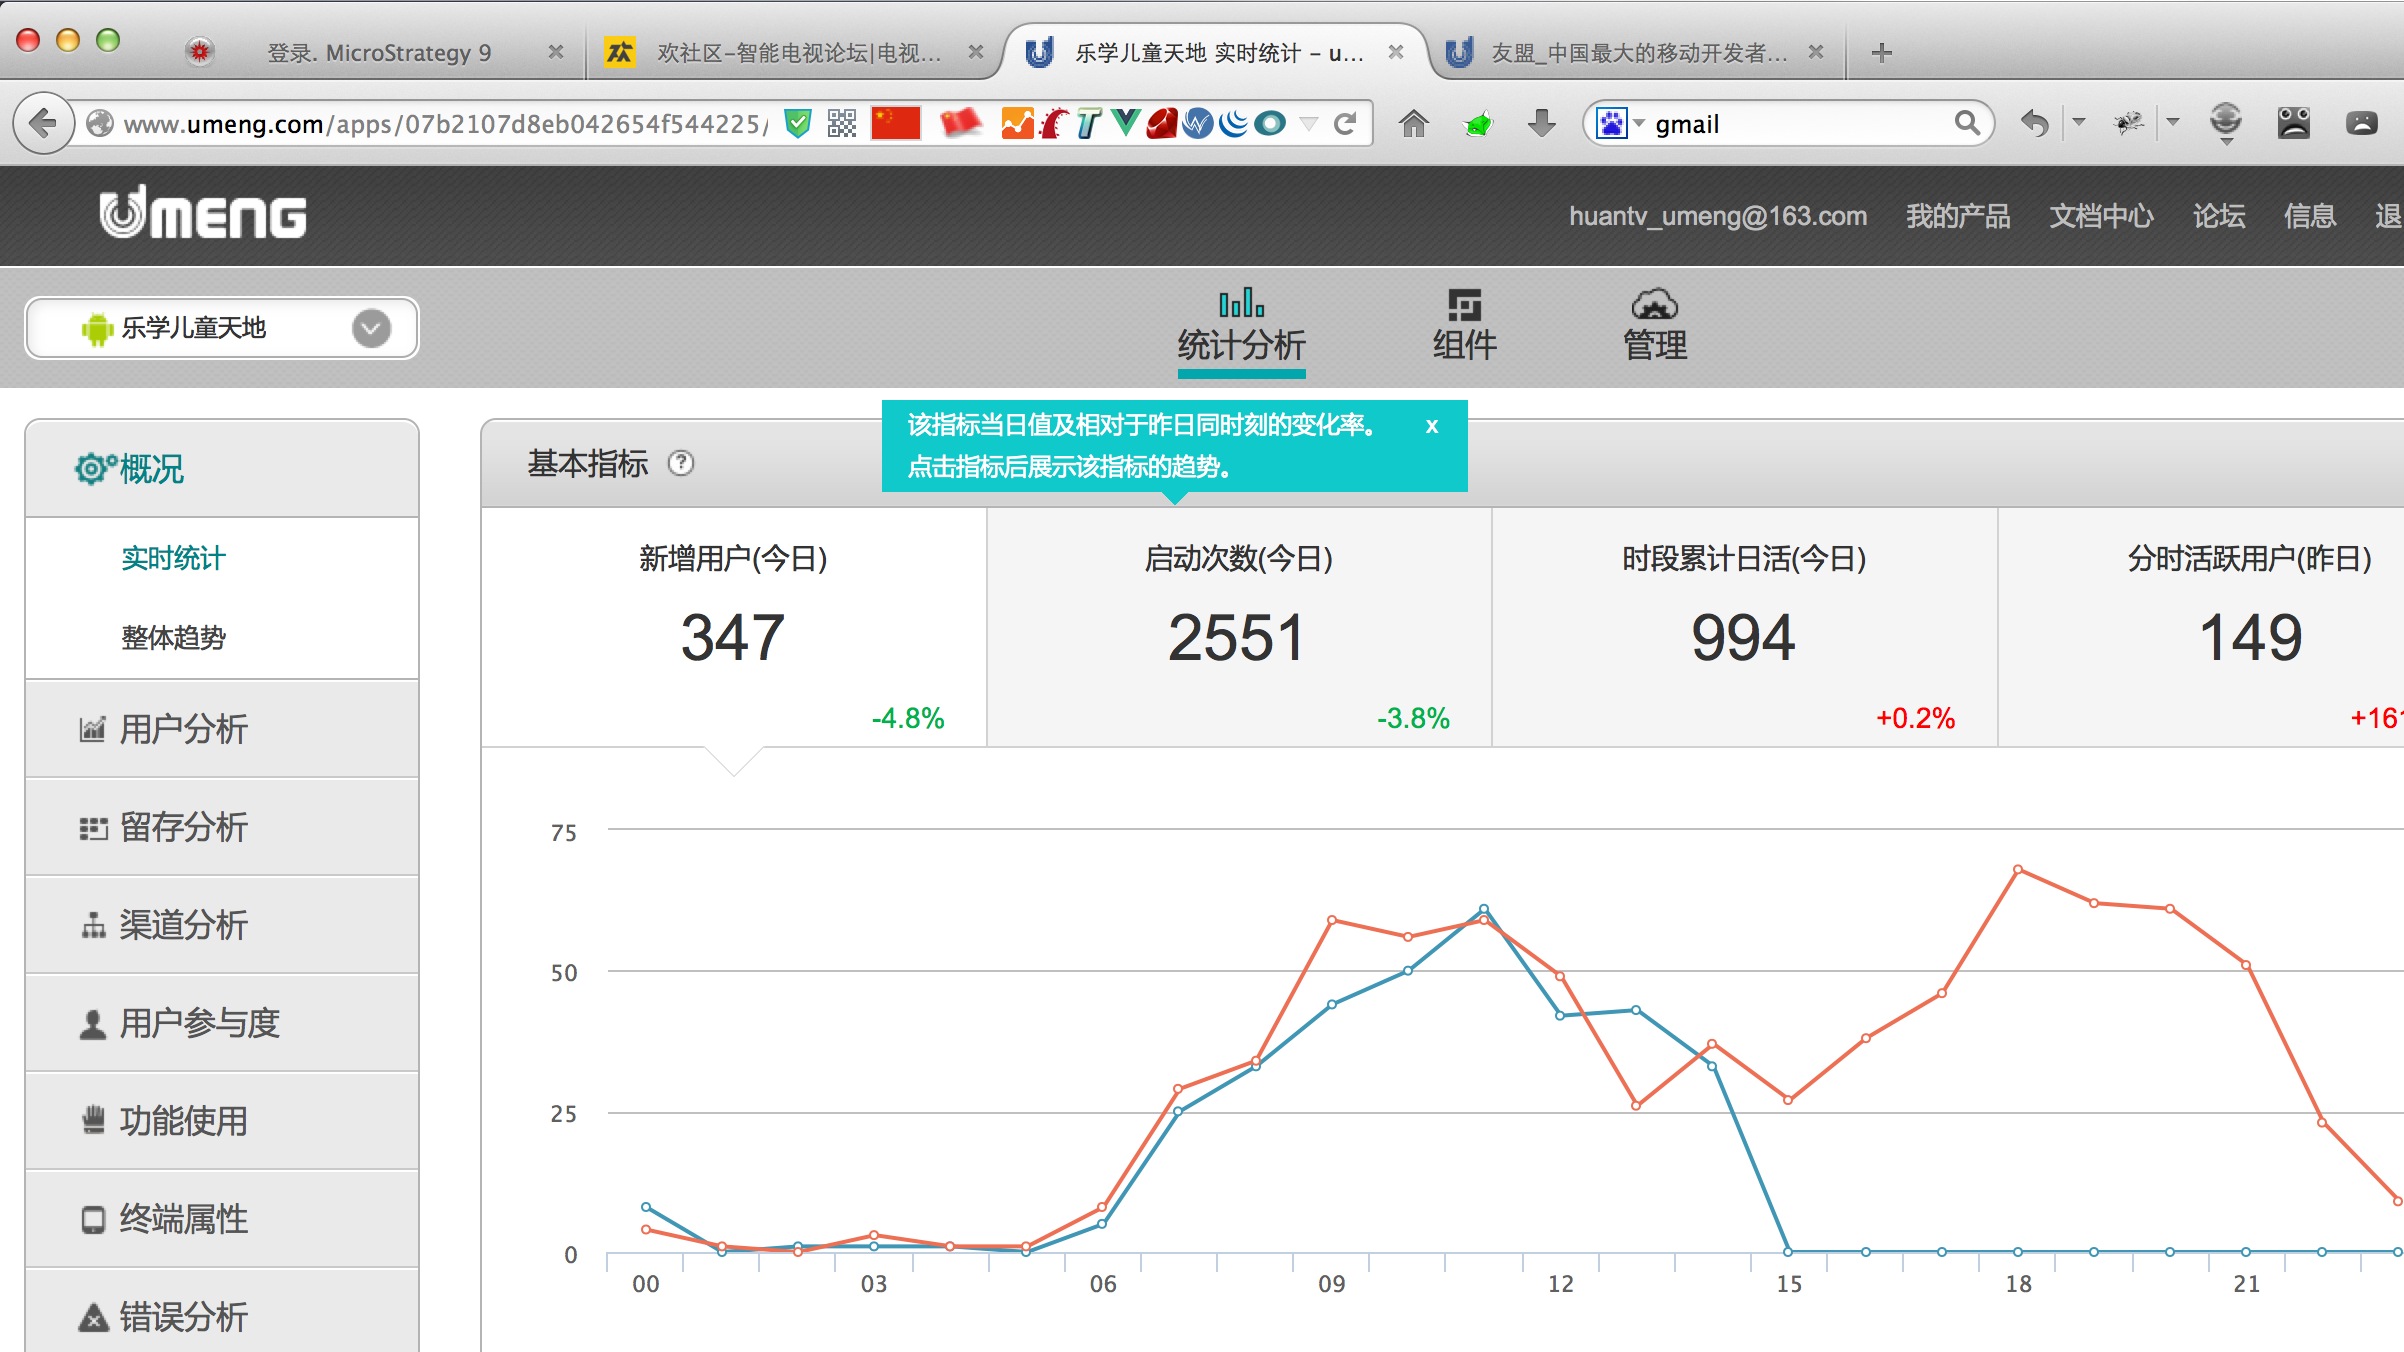 登录. MicroStrategy 9
欢社区-智能电视论坛|电视...
乐学儿童天地 实时统计 - u...
友盟_中国最大的移动开发者...
www.umeng.com/apps/07b2107d8eb042654f544225/
gmail
UMENG
huantv_umeng@163.com 我的产品 文档中心 论坛 信息 退
乐学儿童天地
统计分析 组件 管理
该指标当日值及相对于昨日同时刻的变化率。 x
点击指标后展示该指标的趋势。
概况
实时统计
整体趋势
用户分析
留存分析
渠道分析
用户参与度
功能使用
终端属性
错误分析
基本指标 ?
新增用户(今日)
347
-4.8%
启动次数(今日)
2551
-3.8%
时段累计日活(今日)
994
+0.2%
分时活跃用户(昨日)
149
+161
75
50
25
0
00 03 06 09 12 15 18 21